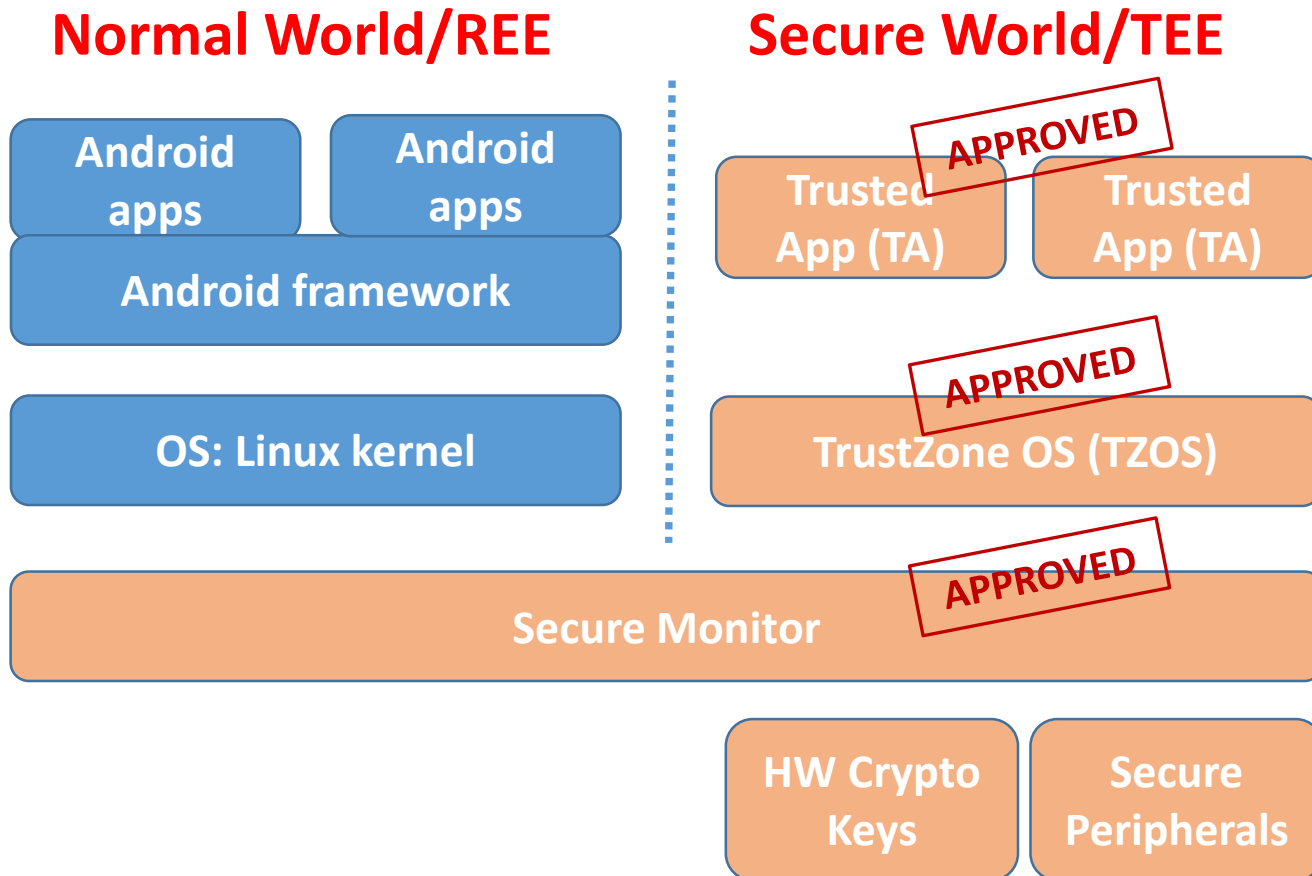 Normal World/REE
Secure World/TEE
Android
apps
Android
apps
Android framework
OS: Linux kernel
APPROVED
Trusted
App (TA)
Trusted
App (TA)
APPROVED
TrustZone OS (TZOS)
APPROVED
Secure Monitor
HW Crypto
Keys
Secure
Peripherals